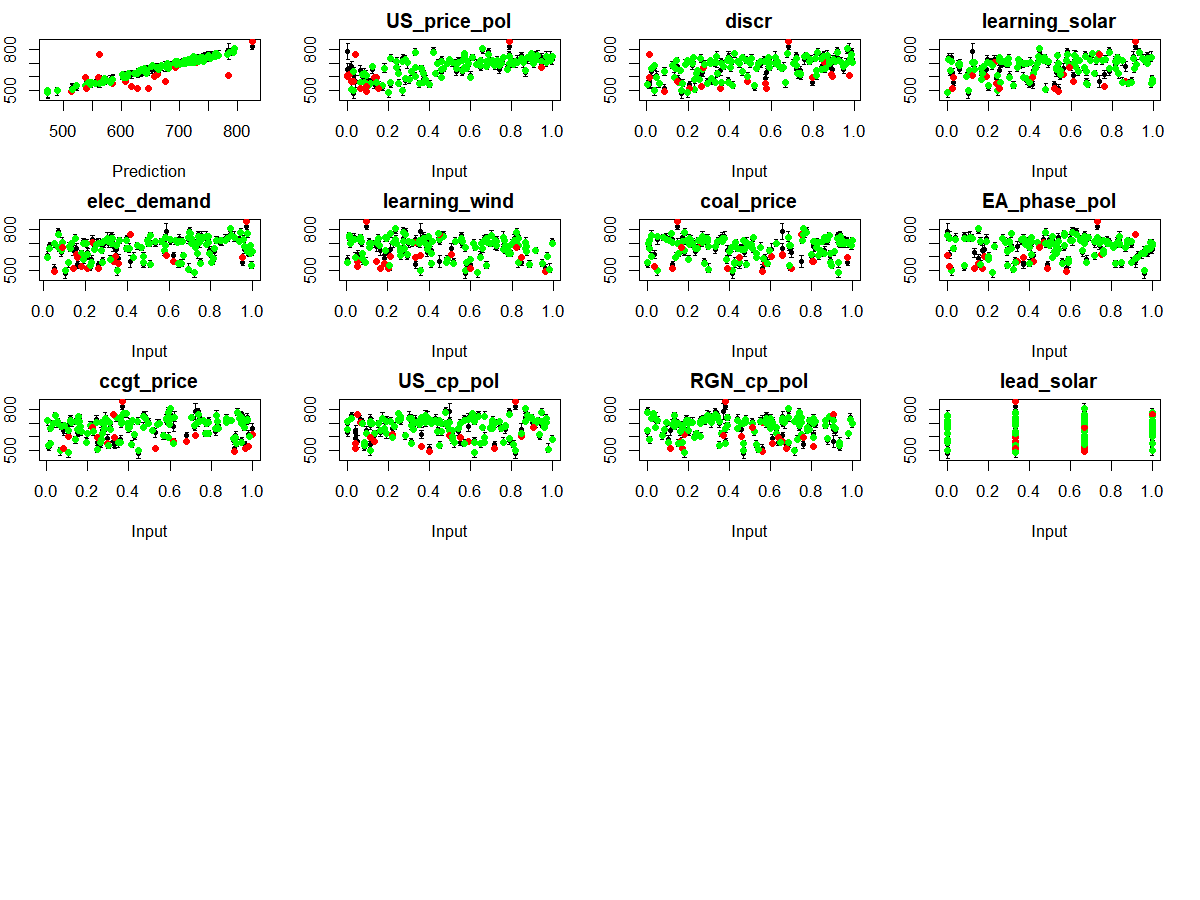 US_price_pol discr learning_solar
800 800 800 800
500 500 500 500
500 600 700 800 0.0 0.2 0.4 0.6 0.8 1.0 0.0 0.2 0.4 0.6 0.8 1.0 0.0 0.2 0.4 0.6 0.8 1.0
Prediction Input Input Input
elec_demand learning_wind coal_price EA_phase_pol
800 800 800 800
500 500 500 500
0.0 0.2 0.4 0.6 0.8 1.0 0.0 0.2 0.4 0.6 0.8 1.0 0.0 0.2 0.4 0.6 0.8 1.0 0.0 0.2 0.4 0.6 0.8 1.0
Input Input Input Input
ccgt_price US_cp_pol RGN_cp_pol lead_solar
800 800 800 800
500 500 500 500
0.0 0.2 0.4 0.6 0.8 1.0 0.0 0.2 0.4 0.6 0.8 1.0 0.0 0.2 0.4 0.6 0.8 1.0 0.0 0.2 0.4 0.6 0.8 1.0
Input Input Input Input